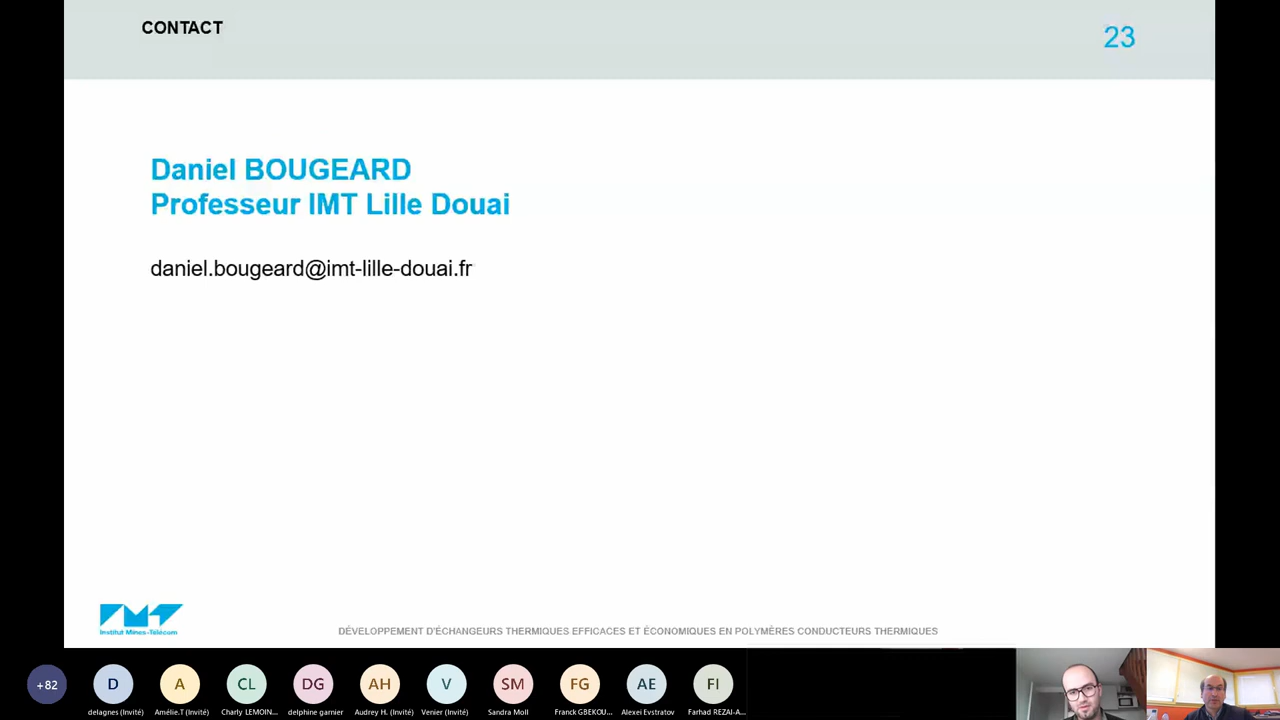 CONTACT
23
Daniel BOUGEARD
Professeur IMT Lille Douai
daniel.bougeard@imt-lille-douai.fr
Institut Mines-Télécom
DÉVELOPPEMENT D'ÉCHANGEURS THERMIQUES EFFICACES ET ÉCONOMIQUES EN POLYMÈRES CONDUCTEURS THERMIQUES
+82
D
A
CL
DG
AH
V
SM
FG
AE
FI
delagnes (Invité)
Amélie.T (Invité)
Charly LEMOIN...
delphine garnier
Audrey H. (Invité)
Venier (Invité)
Sandra Moll
Franck GBEKOU...
Alexei Evstratov
Farhad REZAI-A...